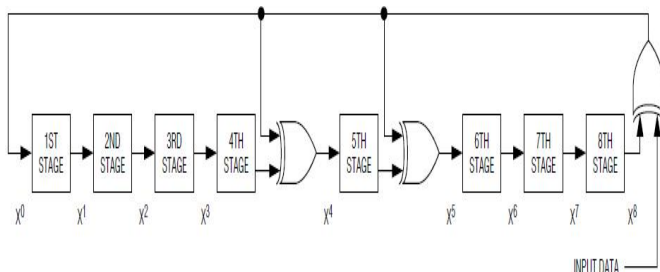 1ST STAGE
2ND STAGE
3RD STAGE
4TH STAGE
5TH STAGE
6TH STAGE
7TH STAGE
8TH STAGE
X⁰ X¹ X² X³ X⁴ X⁵ X⁶ X⁷ X⁸
INPUT DATA